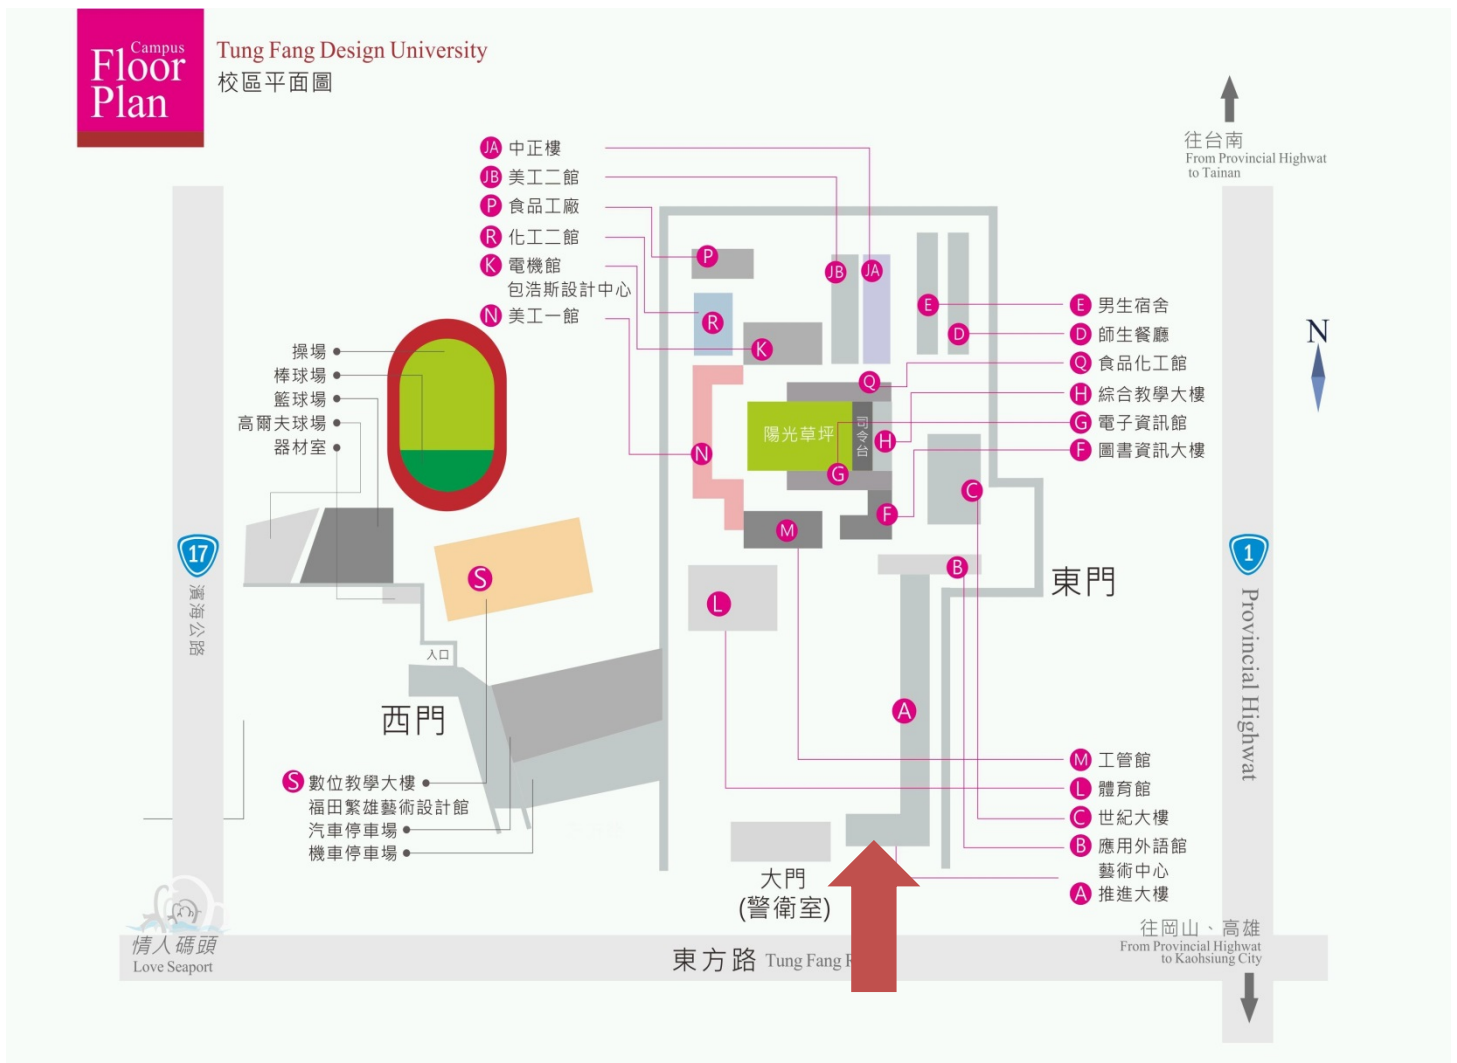 Campus
Floor
Plan
Tung Fang Design University
校區平面圖
往台南
From Provincial Highwat
to Tainan
JA 中正樓
JB 美工二館
P 食品工廠
R 化工二館
K 電機館
包浩斯設計中心
N 美工一館
P
JB
JA
R
K
E
D
Q
N
H
G
F
C
M
B
L
S
A
陽光草坪
司令台
E 男生宿舍
D 師生餐廳
Q 食品化工館
H 綜合教學大樓
G 電子資訊館
F 圖書資訊大樓
N
操場
棒球場
籃球場
高爾夫球場
器材室
17
濱海公路
1
Provincial Highwat
東門
入口
西門
S 數位教學大樓
福田繁雄藝術設計館
汽車停車場
機車停車場
M 工管館
L 體育館
C 世紀大樓
B 應用外語館
藝術中心
A 推進大樓
大門
(警衛室)
往岡山、高雄
From Provincial Highwat
to Kaohsiung City
情人碼頭
Love Seaport
東方路 Tung Fang